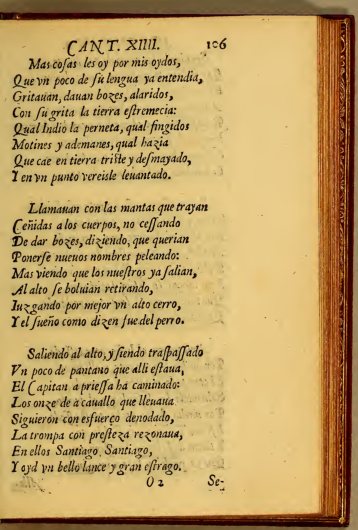 CANT. XIIII. 106
Mas cosas les oy por mis oydos,
Que vn poco de su lengua ya entendia,
Gritauan, dauan bozes, alaridos,
Con su grita la tierra estremecia:
Qual Indio la perneta, qual fingidos
Motines y ademanes, qual hazia
Que cae en tierra triste y desmayado,
Y en vn punto vereisle leuantado.
Llamauan con las mantas que trayan
Ceñidas a los cuerpos, no cessando
De dar bozes, diziendo, que querian
Ponerse nueuos nombres peleando:
Mas viendo que los nuestros ya salian,
Al alto se boluian retirando,
Iuzgando por mejor vn alto cerro,
Y el sueño como dizen fue del perro.
Saliendo al alto, y siendo traspassado
Vn poco de pantano que alli estaua,
El Capitan a priessa ha caminado:
Los onze de a cauallo que lleuaua
Siguieron con esfuerço denodado,
La trompa con presteza rezonaua,
En ellos Santiago, Santiago,
Y oyd vn bello lance y gran estrago.
O 2 Se-